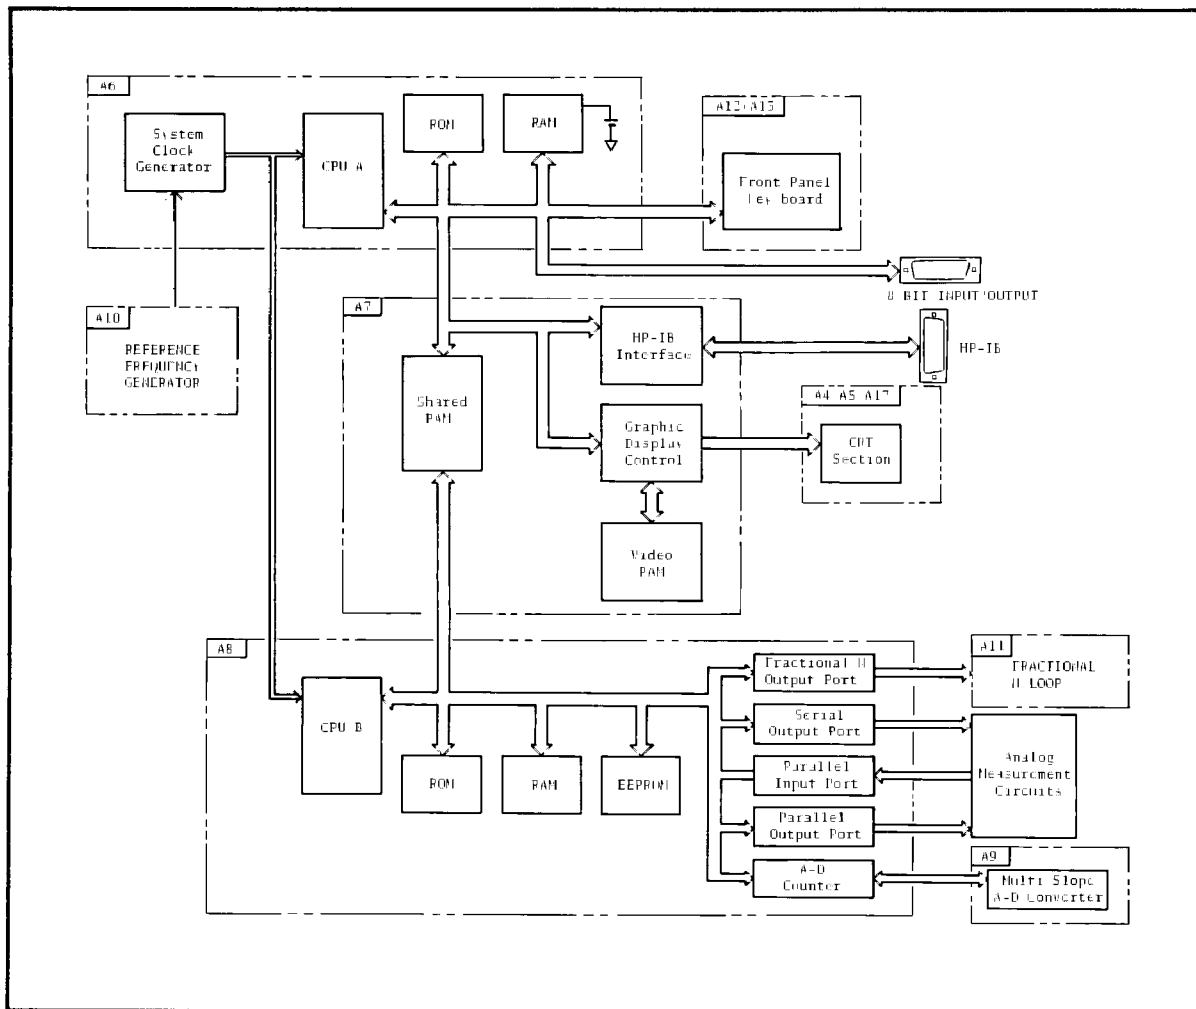 A6
System
Clock
Generator
CPU A
ROM
RAM
A12/A13
Front Panel
Key board
8 BIT INPUT/OUTPUT
A10
REFERENCE
FREQUENCY
GENERATOR
A7
HP-IB
Interface
HP-IB
Shared
RAM
Graphic
Display
Control
A4 A5 A17
CRT
Section
Video
RAM
A8
CPU B
ROM
RAM
EEPROM
Fractional N
Output Port
Serial
Output Port
Parallel
Input Port
Parallel
Output Port
A-D
Counter
A11
FRACTIONAL
N LOOP
Analog
Measurement
Circuits
A9
Multi Slope
A-D Converter